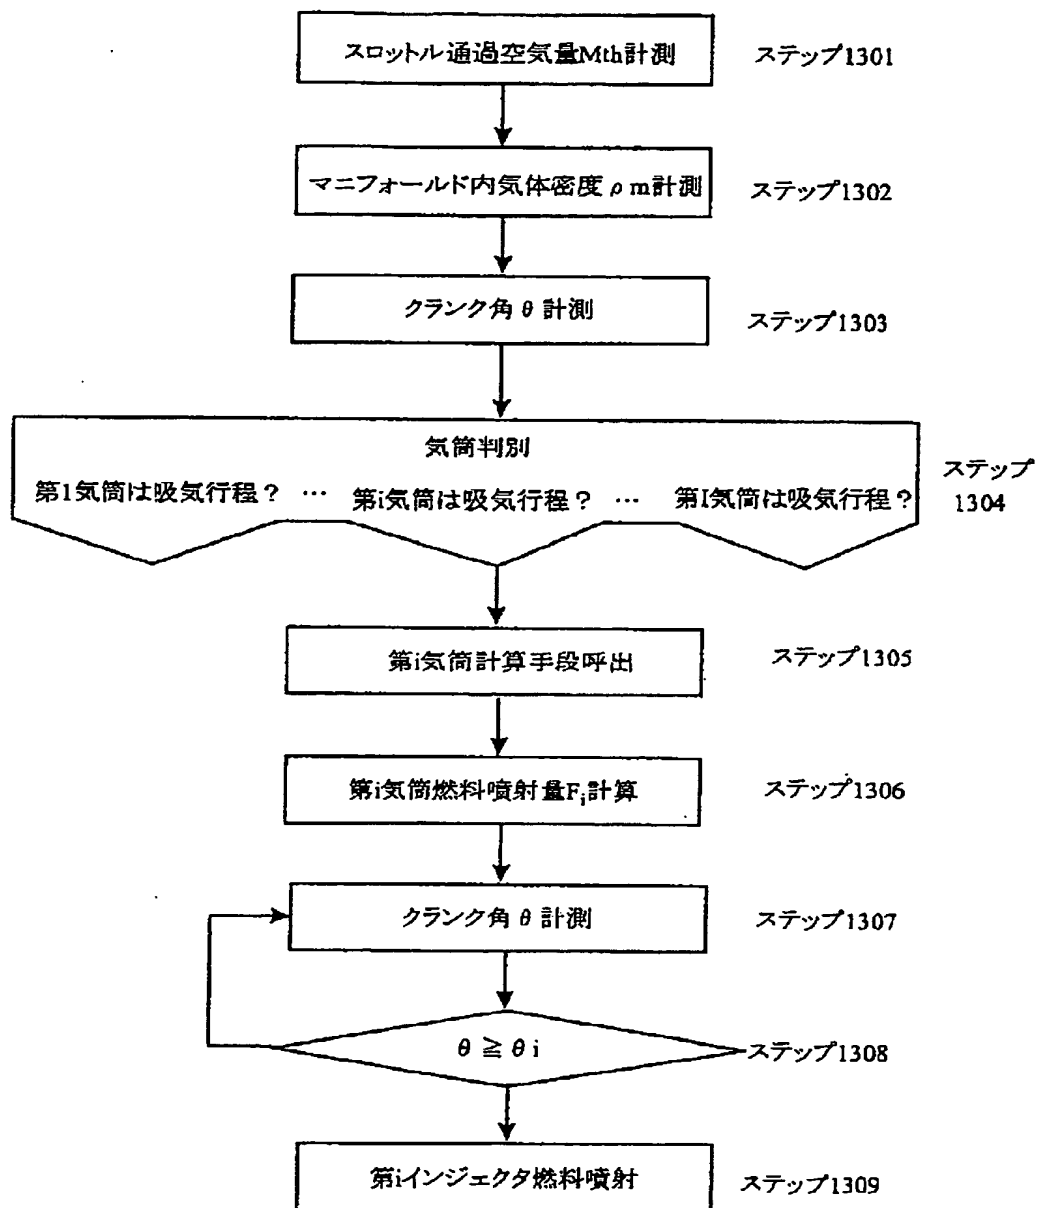 スロットル通過空気量Mth計測
ステップ1301
マニフォールド内気体密度ρm計測
ステップ1302
クランク角θ計測
ステップ1303
気筒判別
第1気筒は吸気行程？ … 第i気筒は吸気行程？ … 第I気筒は吸気行程？
ステップ
1304
第i気筒計算手段呼出
ステップ1305
第i気筒燃料噴射量Fi計算
ステップ1306
クランク角θ計測
ステップ1307
θ≧θi
ステップ1308
第iインジェクタ燃料噴射
ステップ1309